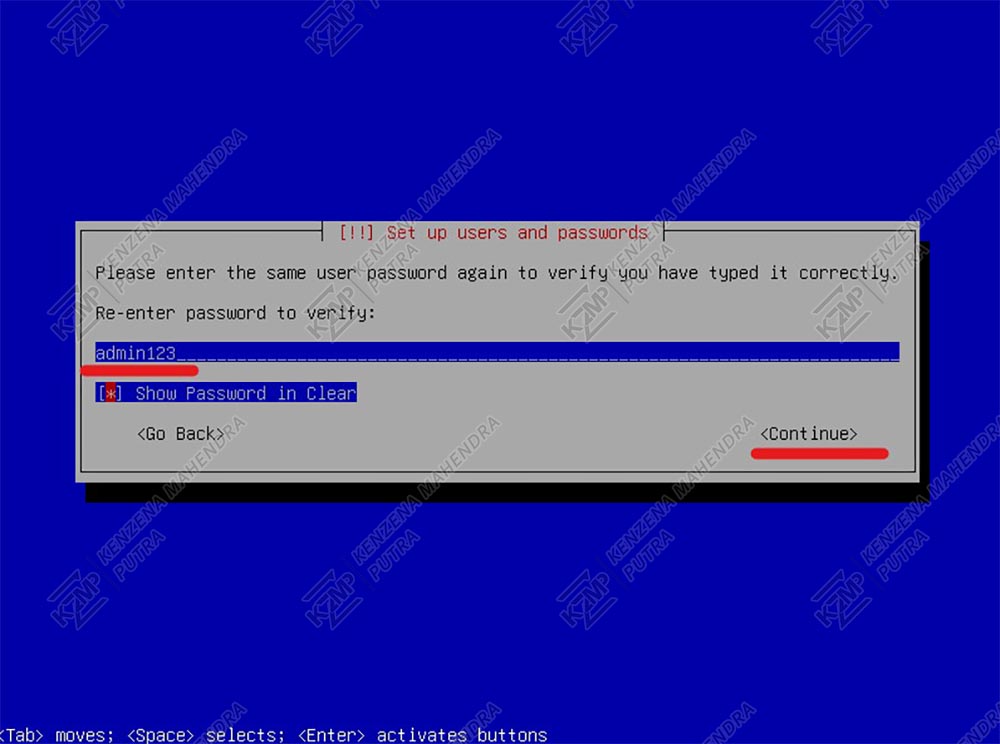 [!!] Set up users and passwords
Please enter the same user password again to verify you have typed it correctly.
Re-enter password to verify:
admin123
[*] Show Password in Clear
<Go Back>
<Continue>
<Tab> moves; <Space> selects; <Enter> activates buttons
KZMP
KENZENA MAHENDRA
PUTRA